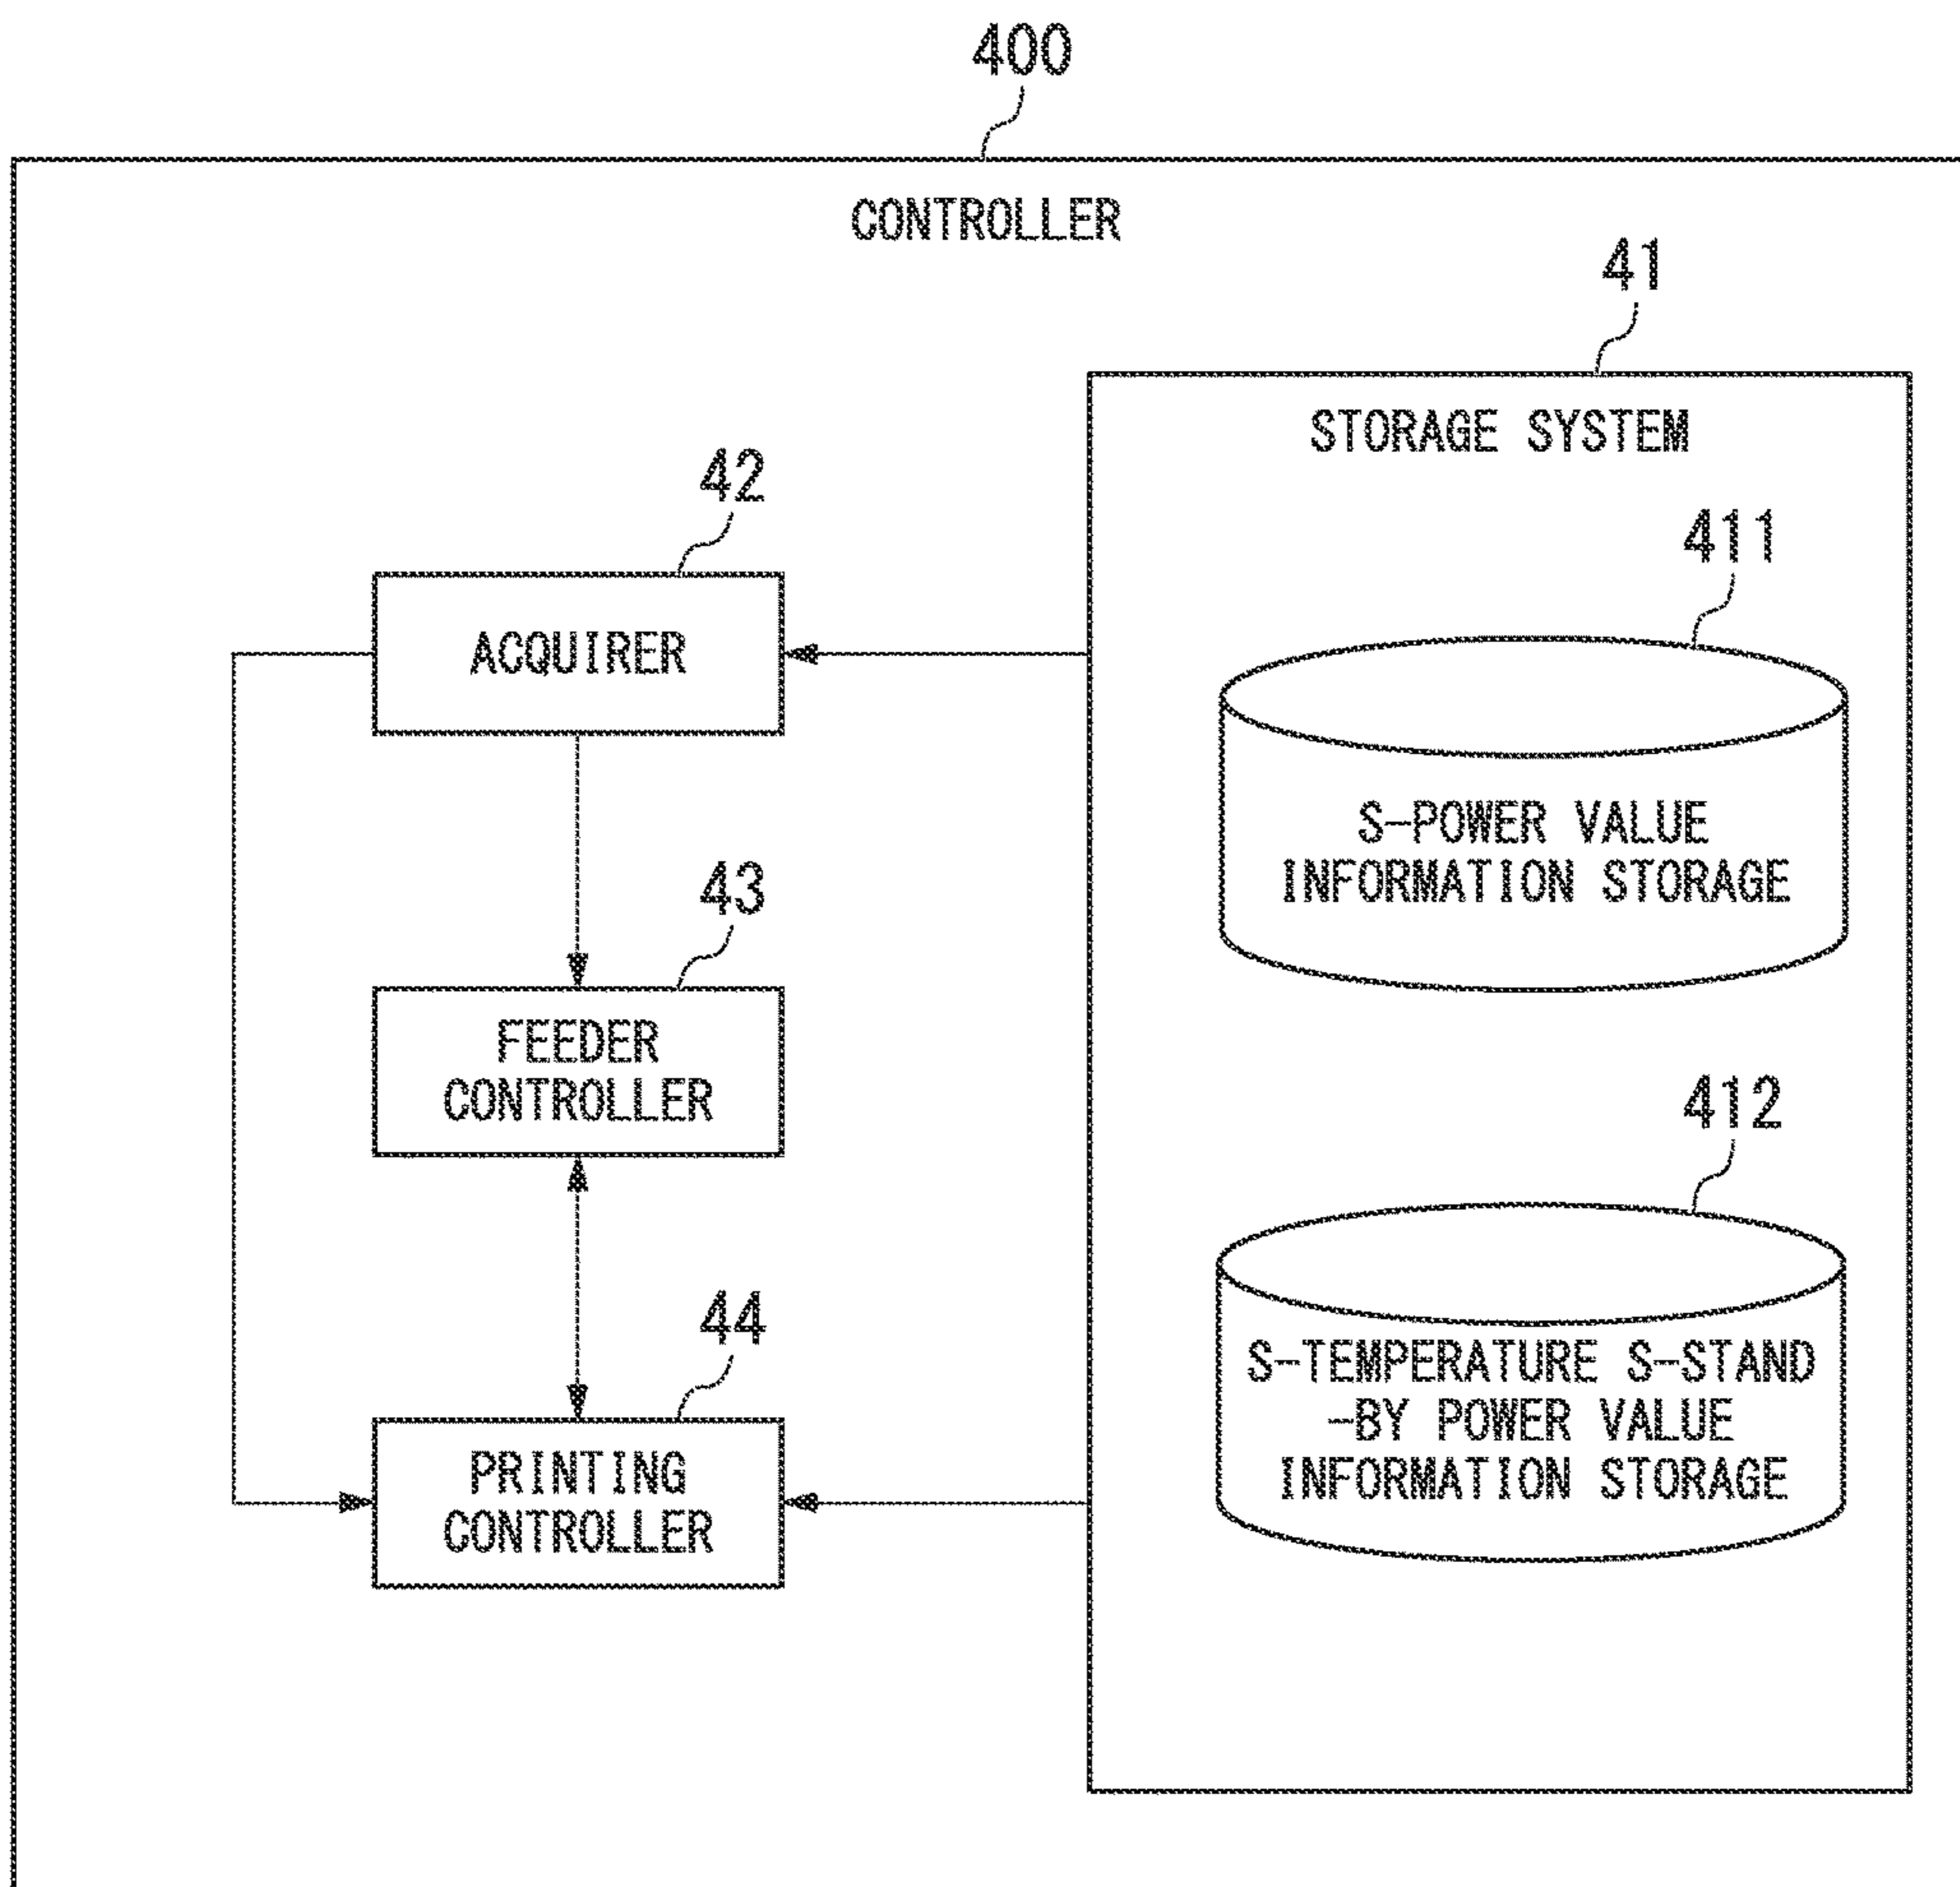 400
CONTROLLER
41
STORAGE SYSTEM
42
411
ACQUIRER
S-POWER VALUE
INFORMATION STORAGE
43
FEEDER
CONTROLLER
412
44
S-TEMPERATURE S-STAND
-BY POWER VALUE
INFORMATION STORAGE
PRINTING
CONTROLLER